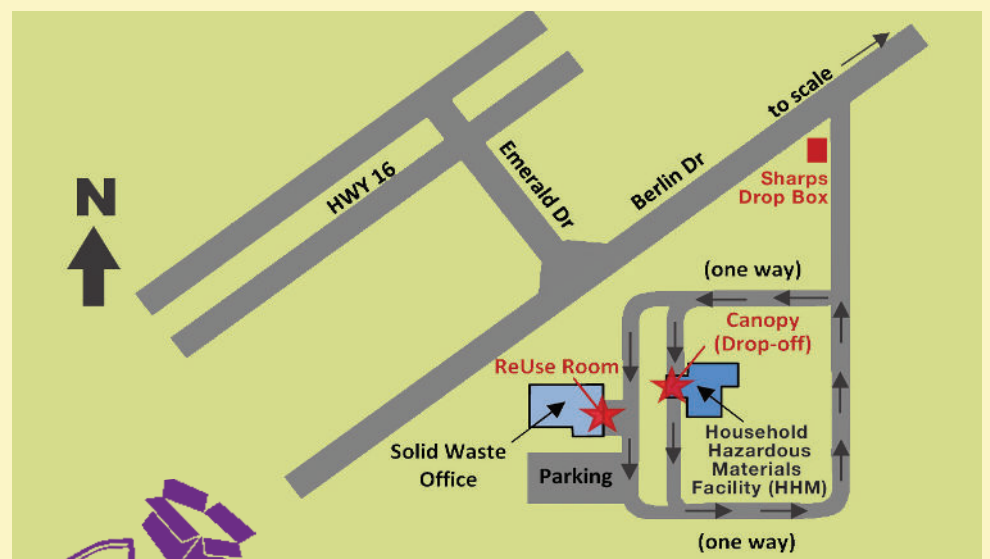 HWY 16
Emerald Dr
Berlin Dr
to scale
N
Sharps
Drop Box
(one way)
Canopy
(Drop-off)
ReUse Room
Solid Waste
Office
Parking
Household
Hazardous
Materials
Facility (HHM)
(one way)